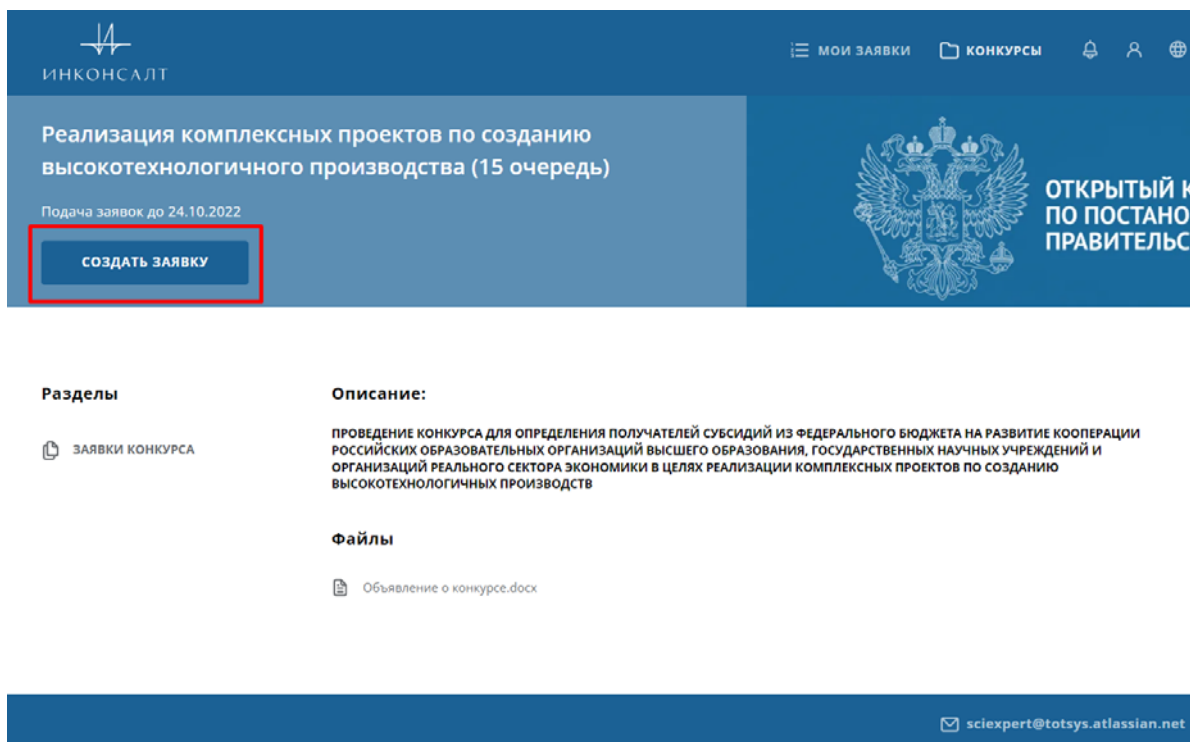 ИНКОНСАЛТ
МОИ ЗАЯВКИ
КОНКУРСЫ
Реализация комплексных проектов по созданию
высокотехнологичного производства (15 очередь)
Подача заявок до 24.10.2022
СОЗДАТЬ ЗАЯВКУ
ОТКРЫТЫЙ К
ПО ПОСТАНО
ПРАВИТЕЛЬС
Разделы
ЗАЯВКИ КОНКУРСА
Описание:
ПРОВЕДЕНИЕ КОНКУРСА ДЛЯ ОПРЕДЕЛЕНИЯ ПОЛУЧАТЕЛЕЙ СУБСИДИЙ ИЗ ФЕДЕРАЛЬНОГО БЮДЖЕТА НА РАЗВИТИЕ КООПЕРАЦИИ
РОССИЙСКИХ ОБРАЗОВАТЕЛЬНЫХ ОРГАНИЗАЦИЙ ВЫСШЕГО ОБРАЗОВАНИЯ, ГОСУДАРСТВЕННЫХ НАУЧНЫХ УЧРЕЖДЕНИЙ И
ОРГАНИЗАЦИЙ РЕАЛЬНОГО СЕКТОРА ЭКОНОМИКИ В ЦЕЛЯХ РЕАЛИЗАЦИИ КОМПЛЕКСНЫХ ПРОЕКТОВ ПО СОЗДАНИЮ
ВЫСОКОТЕХНОЛОГИЧНЫХ ПРОИЗВОДСТВ
Файлы
Объявление о конкурсе.docx
sciexpert@totsys.atlassian.net